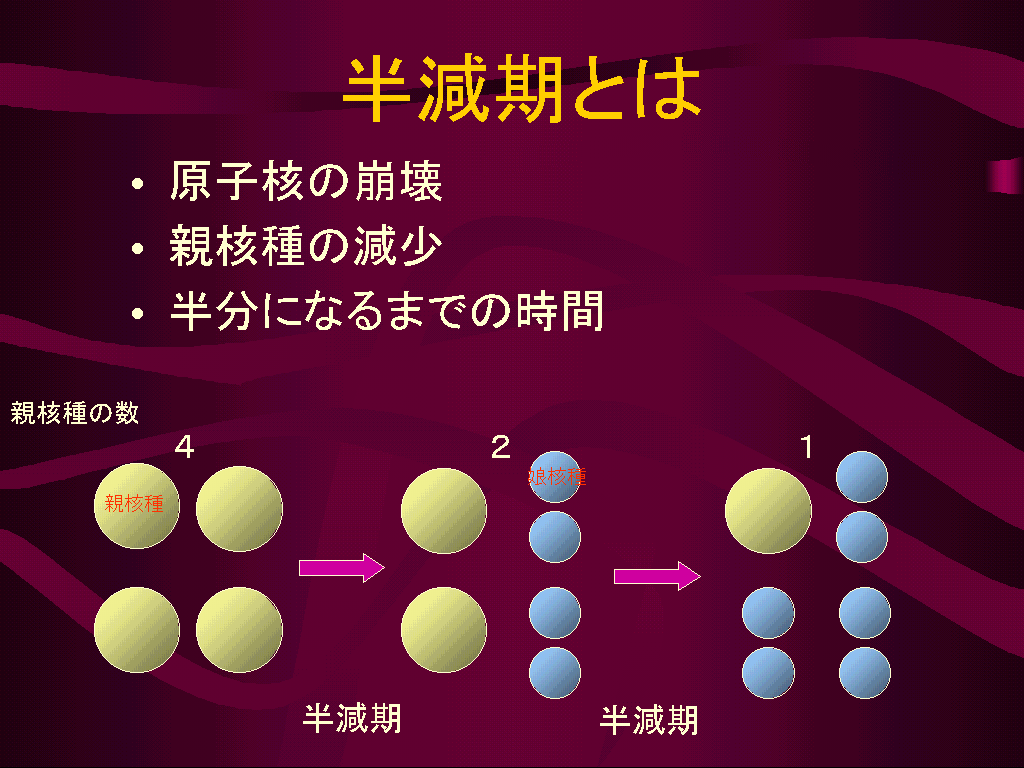 半減期とは
• 原子核の崩壊
• 親核種の減少
• 半分になるまでの時間
親核種の数
4
2
1
親核種
娘核種
半減期
半減期